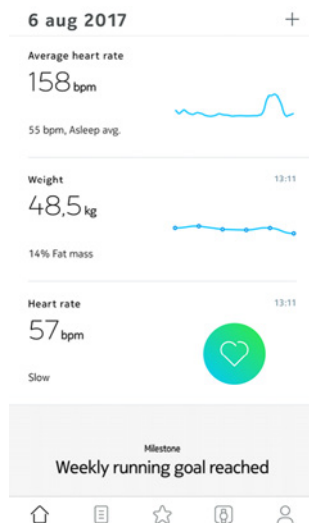 6 aug 2017
Average heart rate
158 bpm
55 bpm, Asleep avg.
Weight 13:11
48,5 kg
14% Fat mass
Heart rate 13:11
57 bpm
Slow
Milestone
Weekly running goal reached